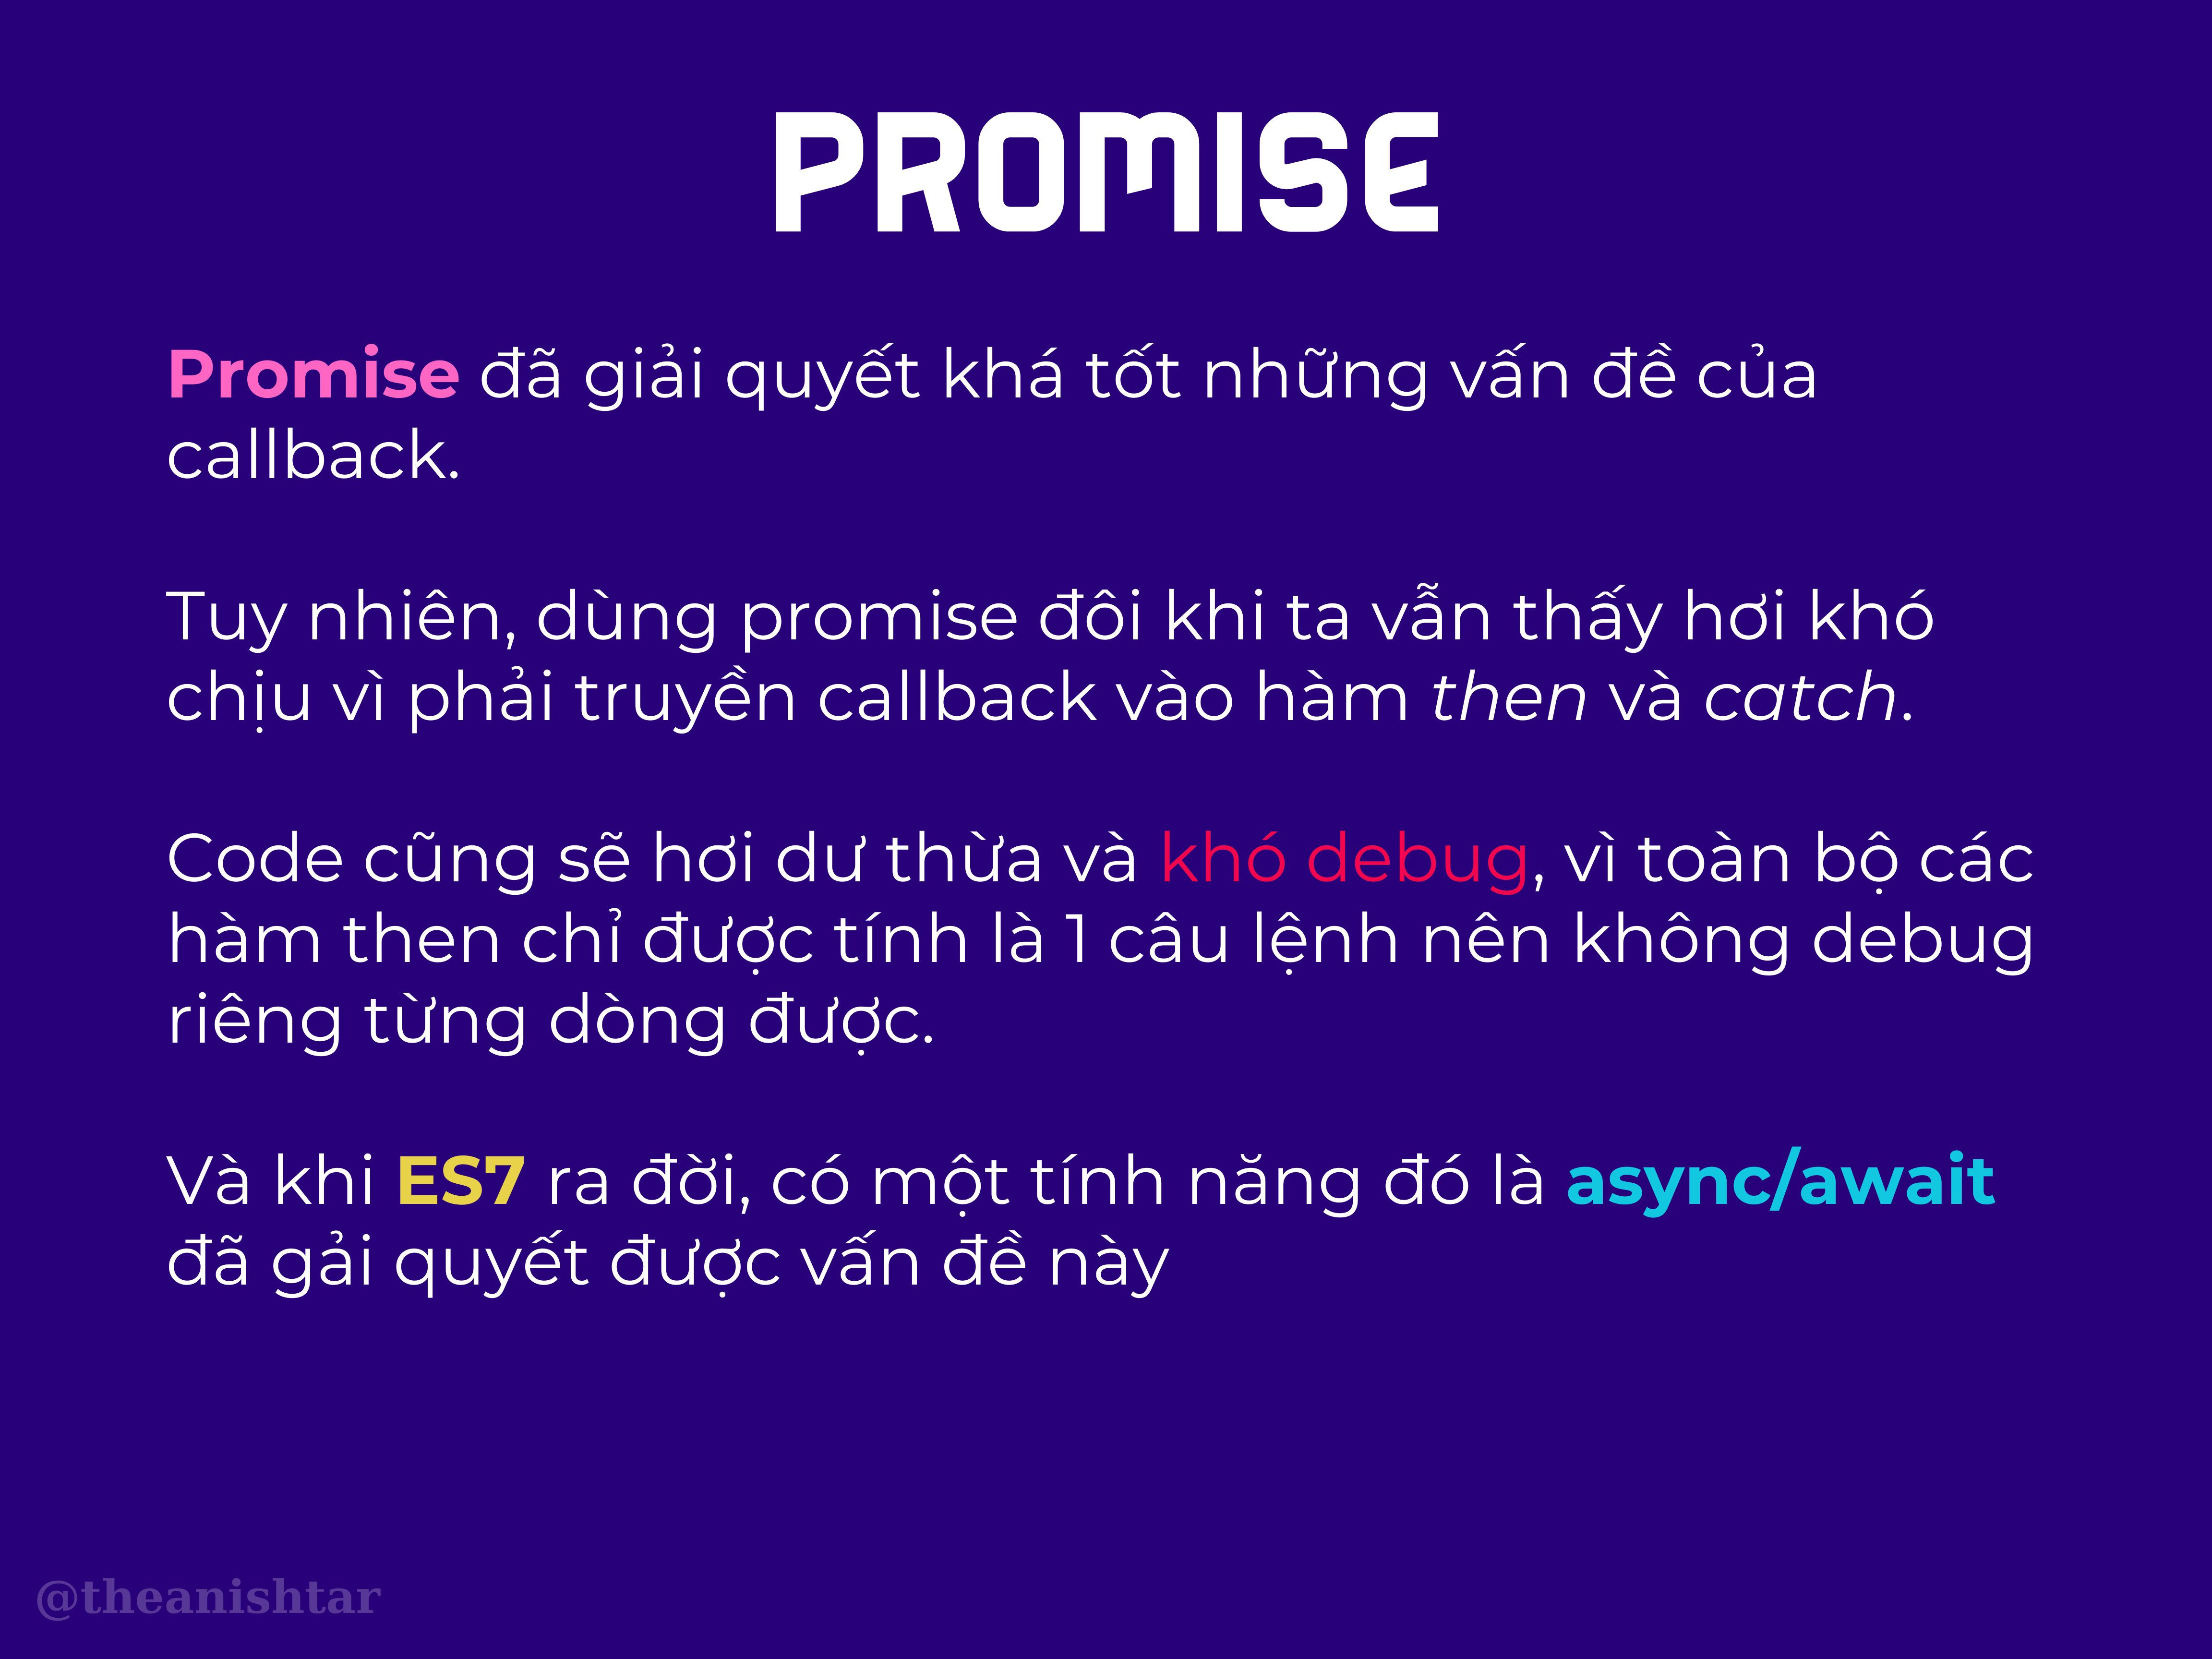 PROMISE
Promise đã giải quyết khá tốt những vấn đề của
callback.
Tuy nhiên, dùng promise đôi khi ta vẫn thấy hơi khó
chịu vì phải truyền callback vào hàm then và catch.
Code cũng sẽ hơi dư thừa và khó debug, vì toàn bộ các
hàm then chỉ được tính là 1 câu lệnh nên không debug
riêng từng dòng được.
Và khi ES7 ra đời, có một tính năng đó là async/await
đã gải quyết được vấn đề này
@theanishtar